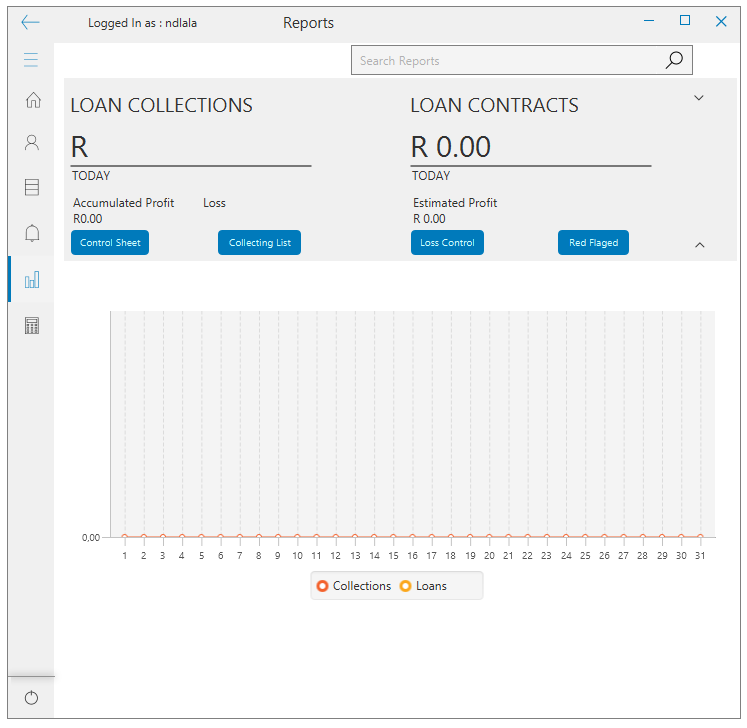 Logged In as : ndlala
Reports
Search Reports
LOAN COLLECTIONS
LOAN CONTRACTS
R
R 0.00
TODAY
TODAY
Accumulated Profit
Loss
Estimated Profit
R0.00
R 0.00
Control Sheet
Collecting List
Loss Control
Red Flaged
0,00
1 2 3 4 5 6 7 8 9 10 11 12 13 14 15 16 17 18 19 20 21 22 23 24 25 26 27 28 29 30 31
Collections Loans